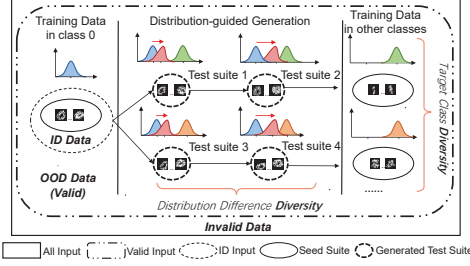 Training Data
in class 0
Distribution-guided Generation
Training Data
in other classes
Test suite 1
Test suite 2
ID Data
Test suite 3
Test suite 4
OOD Data
(Valid)
Target Class Diversity
......
Distribution Difference Diversity
Invalid Data
All Input
Valid Input
ID Input
Seed Suite
Generated Test Suite